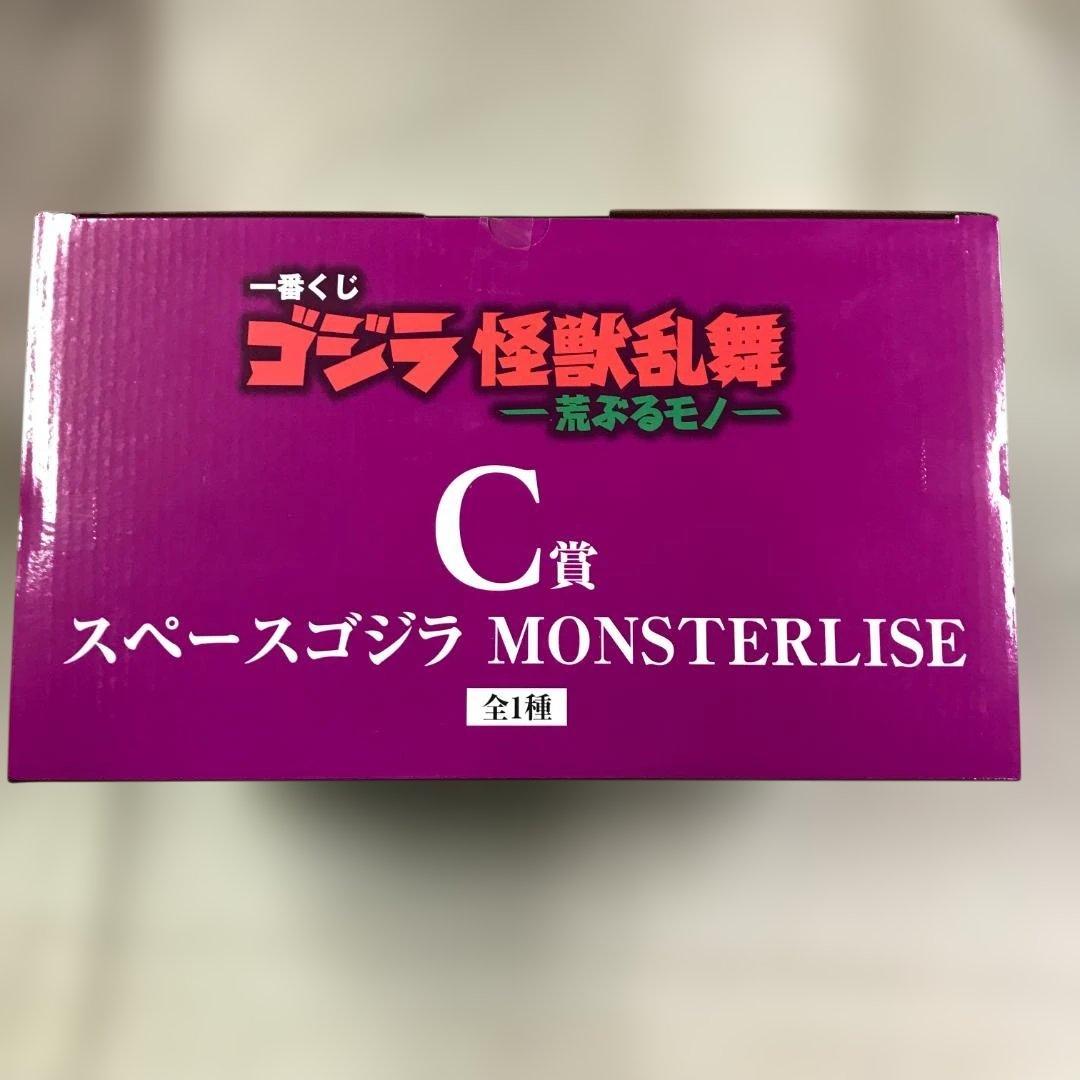 一番くじ
ゴジラ 怪獣乱舞
―荒ぶるモノ―
C賞
スペースゴジラ MONSTERLISE
全1種